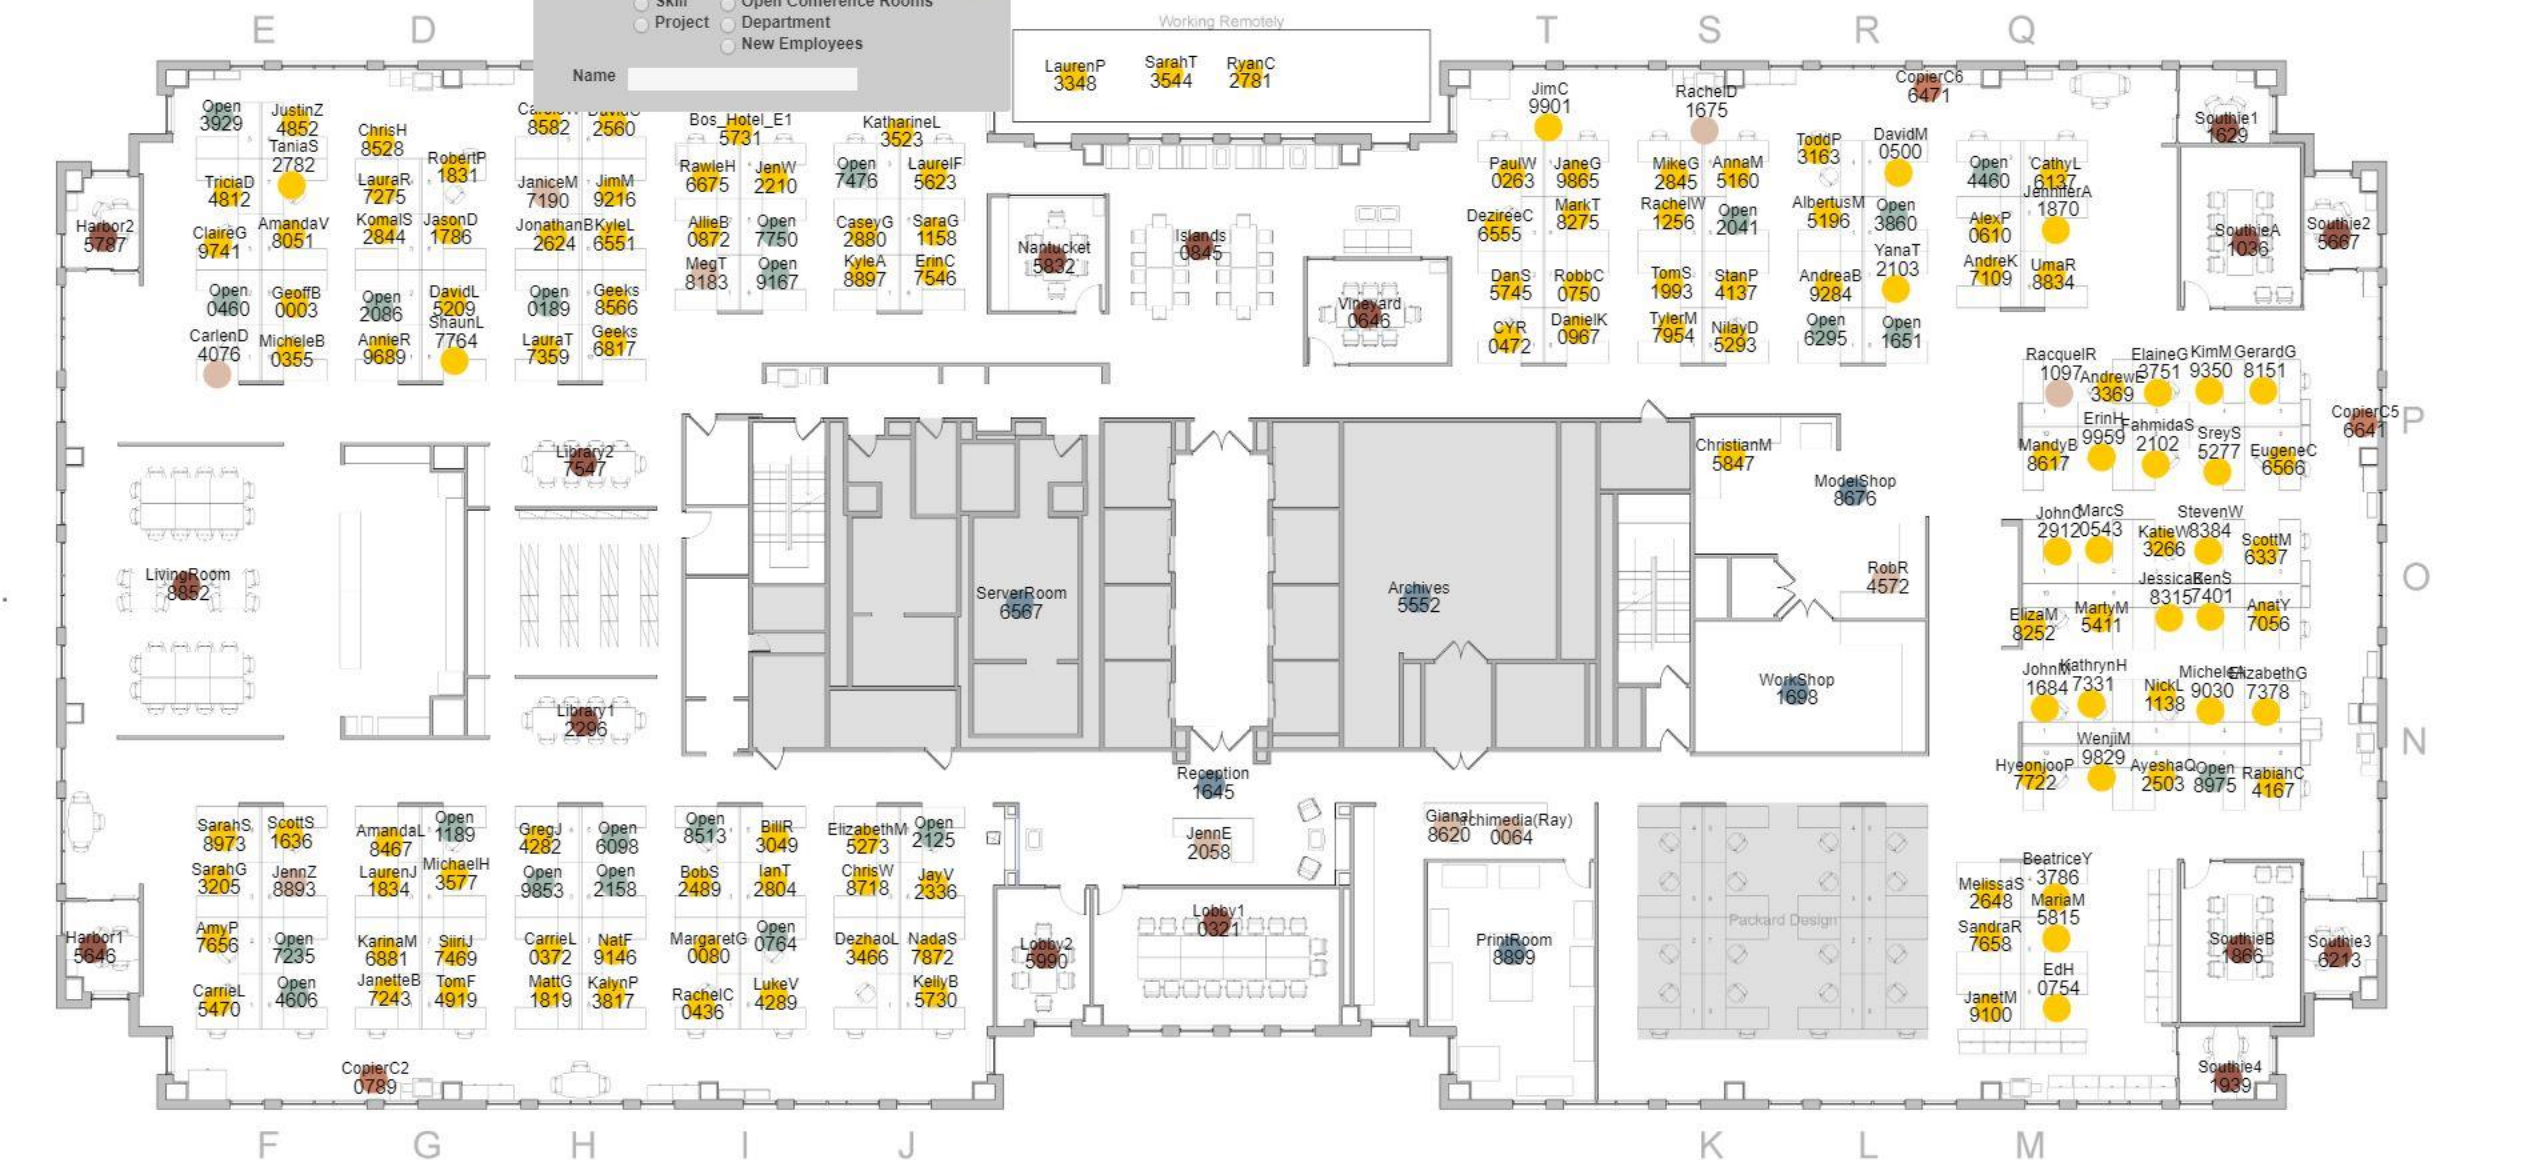 E
D
Skill
Open Conference Rooms
Project
Department
New Employees
Name
Working Remotely
LaurenP
3348
SarahT
3544
RyanC
2781
T
S
R
Q
Open
3929
JustinZ
4852
TaniaS
2782
TriciaD
4812
ClaireG
9741
AmandaV
8051
Open
0460
GeoffB
0003
CarlenD
4076
MicheleB
0355
ChrisH
8528
RobertP
1831
LauraR
7275
KomalS
2844
JasonD
1786
Open
2086
DavidL
5209
ShaunL
7764
AnnieR
9689
8582
2560
JaniceM
7190
JimM
9216
JonathanB
2624
KyleL
6551
Open
0189
Geeks
8566
LauraT
7359
Geeks
6817
Bos_Hotel_E1
5731
RawleH
6675
JenW
2210
AllieB
0872
Open
7750
MegT
8183
Open
9167
KatharineL
3523
Open
7476
LaurelF
5623
CaseyG
2880
SaraG
1158
KyleA
8897
ErinC
7546
Harbor2
5787
Nantucket
5832
Islands
0845
Vineyard
0646
JimC
9901
PaulW
0263
JaneG
9865
DezireeC
6555
MarkT
8275
DanS
5745
RobbC
0750
CYR
0472
DanielK
0967
RachelD
1675
MikeG
2845
AnnaM
5160
RachelW
1256
Open
2041
TomS
1993
StanP
4137
TylerM
7954
NilayD
5293
CopierC6
6471
ToddP
3163
DavidM
0500
AlbertusM
5196
Open
3860
YanaT
2103
AndreaB
9284
Open
6295
Open
1651
Open
4460
CathyL
6137
JenniferA
1870
AlexP
0610
AndreK
7109
UmaR
8834
Southie1
1629
SouthieA
1036
Southie2
5667
RacquelR
1097
AndrewE
3369
ElaineG
3751
KimM
9350
GerardG
8151
MandyB
8617
ErinH
9959
FahmidaS
2102
SreyS
5277
EugeneC
6566
CopierC5
6641
P
JohnC
2912
MarcS
0543
KatieW
3266
StevenW
8384
ScottM
6337
O
ElizaM
8252
MartyM
5411
8315
KenS
7401
AnatY
7056
1684
KathrynH
7331
NickL
1138
9030
ElizabethG
7378
N
HyeonjooP
7722
WenjiM
9829
AyeshaQ
2503
Open
9975
RabiahC
4167
Library2
7547
LivingRoom
8852
Library1
2296
ServerRoom
6567
Archives
5552
ChristianM
5847
ModelShop
8676
RobR
4572
WorkShop
1698
Reception
1645
JennE
2058
8620
chimedia(Ray)
0064
Packard Design
PrintRoom
8899
Lobby1
0321
Lobby2
5990
SarahS
8973
ScottS
1636
SarahG
3205
JennZ
8893
AmyP
7656
Open
7235
CarrieL
5470
Open
4606
AmandaL
8467
Open
1189
LaurenJ
1834
MichaelH
3577
KarinaM
6881
SiiriJ
7469
JanetteB
7243
TomF
4919
GregJ
4282
Open
6098
Open
9853
Open
2158
CarrieL
0372
NatF
9146
MattG
1819
KalynP
3817
Open
8513
BillR
3049
BobS
2489
IanT
2804
MargaretG
0080
Open
0764
RachelC
0436
LukeV
4289
ElizabethM
5273
Open
2125
ChrisW
8718
JayV
2336
DezhaoL
3466
NadaS
7872
KellyB
5730
Harbor1
5646
CopierC2
0789
BeatriceY
3786
MelissaS
2648
MariaM
5815
SandraR
7658
EdH
0754
JanetM
9100
SouthieB
1866
Southie3
6213
Southie4
1939
F
G
H
I
J
K
L
M